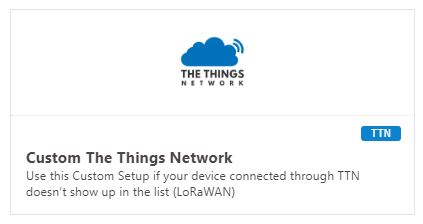 THE THINGS
NETWORK
TTN
Custom The Things Network
Use this Custom Setup if your device connected through TTN
doesn’t show up in the list (LoRaWAN)